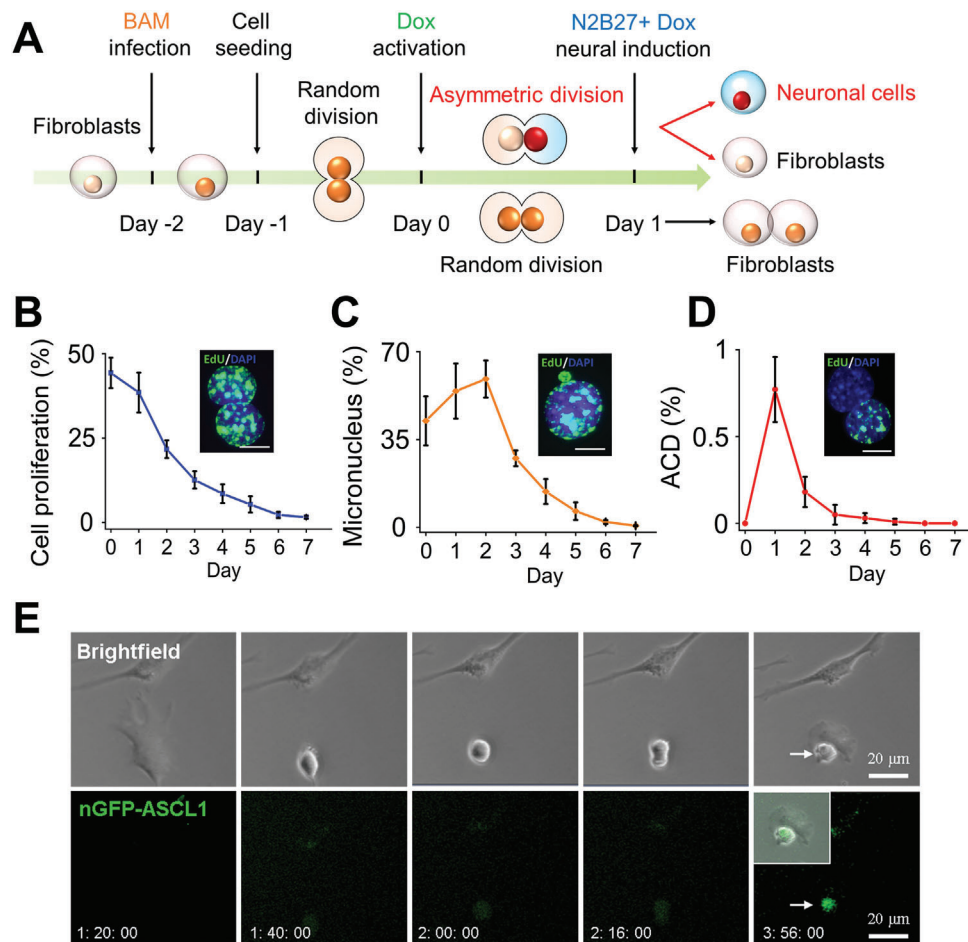 A
BAM
infection
Cell
seeding
Dox
activation
N2B27+ Dox
neural induction
Fibroblasts
Random
division
Asymmetric division
Neuronal cells
Fibroblasts
Day -2
Day -1
Day 0
Day 1
Random division
Fibroblasts
B
Cell proliferation (%)
50
25
0
EdU/DAPI
0 1 2 3 4 5 6 7
Day
C
Micronucleus (%)
70
35
0
EdU/DAPI
0 1 2 3 4 5 6 7
Day
D
ACD (%)
1
0.5
0
EdU/DAPI
0 1 2 3 4 5 6 7
Day
E
Brightfield
20 µm
nGFP-ASCL1
1: 20: 00
1: 40: 00
2: 00: 00
2: 16: 00
3: 56: 00
20 µm